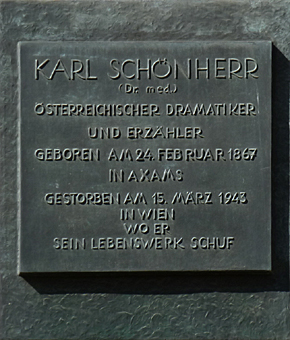 KARL SCHÖNHERR
(Dr. med.)
ÖSTERREICHISCHER DRAMATIKER
UND ERZÄHLER
GEBOREN AM 24. FEBRUAR 1867
IN AXAMS
GESTORBEN AM 15. MÄRZ 1943
IN WIEN
WO ER
SEIN LEBENSWERK SCHUF